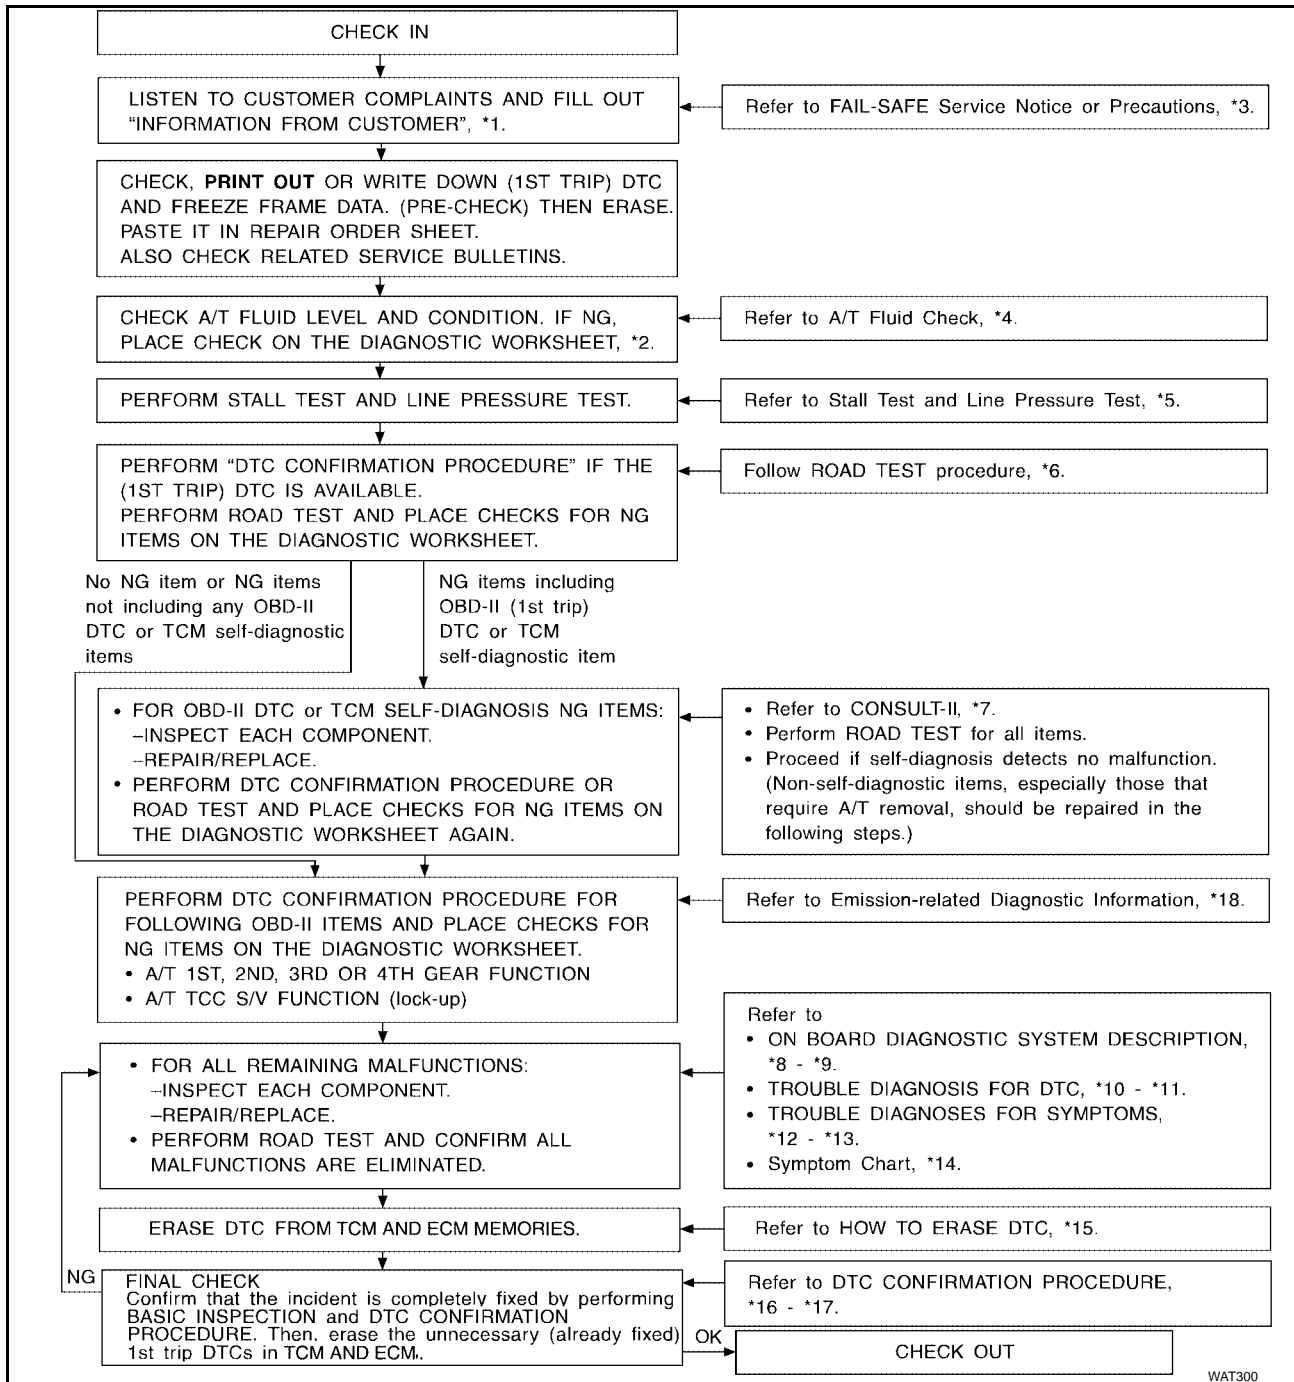 CHECK IN
LISTEN TO CUSTOMER COMPLAINTS AND FILL OUT
“INFORMATION FROM CUSTOMER”, *1.
Refer to FAIL-SAFE Service Notice or Precautions, *3.
CHECK, PRINT OUT OR WRITE DOWN (1ST TRIP) DTC
AND FREEZE FRAME DATA. (PRE-CHECK) THEN ERASE.
PASTE IT IN REPAIR ORDER SHEET.
ALSO CHECK RELATED SERVICE BULLETINS.
CHECK A/T FLUID LEVEL AND CONDITION. IF NG,
PLACE CHECK ON THE DIAGNOSTIC WORKSHEET, *2.
Refer to A/T Fluid Check, *4.
PERFORM STALL TEST AND LINE PRESSURE TEST.
Refer to Stall Test and Line Pressure Test, *5.
PERFORM “DTC CONFIRMATION PROCEDURE” IF THE
(1ST TRIP) DTC IS AVAILABLE.
PERFORM ROAD TEST AND PLACE CHECKS FOR NG
ITEMS ON THE DIAGNOSTIC WORKSHEET.
Follow ROAD TEST procedure, *6.
No NG item or NG items
not including any OBD-II
DTC or TCM self-diagnostic
items
NG items including
OBD-II (1st trip)
DTC or TCM
self-diagnostic item
• FOR OBD-II DTC or TCM SELF-DIAGNOSIS NG ITEMS:
–INSPECT EACH COMPONENT.
–REPAIR/REPLACE.
• PERFORM DTC CONFIRMATION PROCEDURE OR
ROAD TEST AND PLACE CHECKS FOR NG ITEMS ON
THE DIAGNOSTIC WORKSHEET AGAIN.
• Refer to CONSULT-II, *7.
• Perform ROAD TEST for all items.
• Proceed if self-diagnosis detects no malfunction.
(Non-self-diagnostic items, especially those that
require A/T removal, should be repaired in the
following steps.)
PERFORM DTC CONFIRMATION PROCEDURE FOR
FOLLOWING OBD-II ITEMS AND PLACE CHECKS FOR
NG ITEMS ON THE DIAGNOSTIC WORKSHEET.
• A/T 1ST, 2ND, 3RD OR 4TH GEAR FUNCTION
• A/T TCC S/V FUNCTION (lock-up)
Refer to Emission-related Diagnostic Information, *18.
• FOR ALL REMAINING MALFUNCTIONS:
–INSPECT EACH COMPONENT.
–REPAIR/REPLACE.
• PERFORM ROAD TEST AND CONFIRM ALL
MALFUNCTIONS ARE ELIMINATED.
Refer to
• ON BOARD DIAGNOSTIC SYSTEM DESCRIPTION,
*8 - *9.
• TROUBLE DIAGNOSIS FOR DTC, *10 - *11.
• TROUBLE DIAGNOSES FOR SYMPTOMS,
*12 - *13.
• Symptom Chart, *14.
ERASE DTC FROM TCM AND ECM MEMORIES.
Refer to HOW TO ERASE DTC, *15.
NG
FINAL CHECK
Confirm that the incident is completely fixed by performing
BASIC INSPECTION and DTC CONFIRMATION
PROCEDURE. Then, erase the unnecessary (already fixed)
1st trip DTCs in TCM AND ECM.
Refer to DTC CONFIRMATION PROCEDURE,
*16 - *17.
OK
CHECK OUT
WAT300